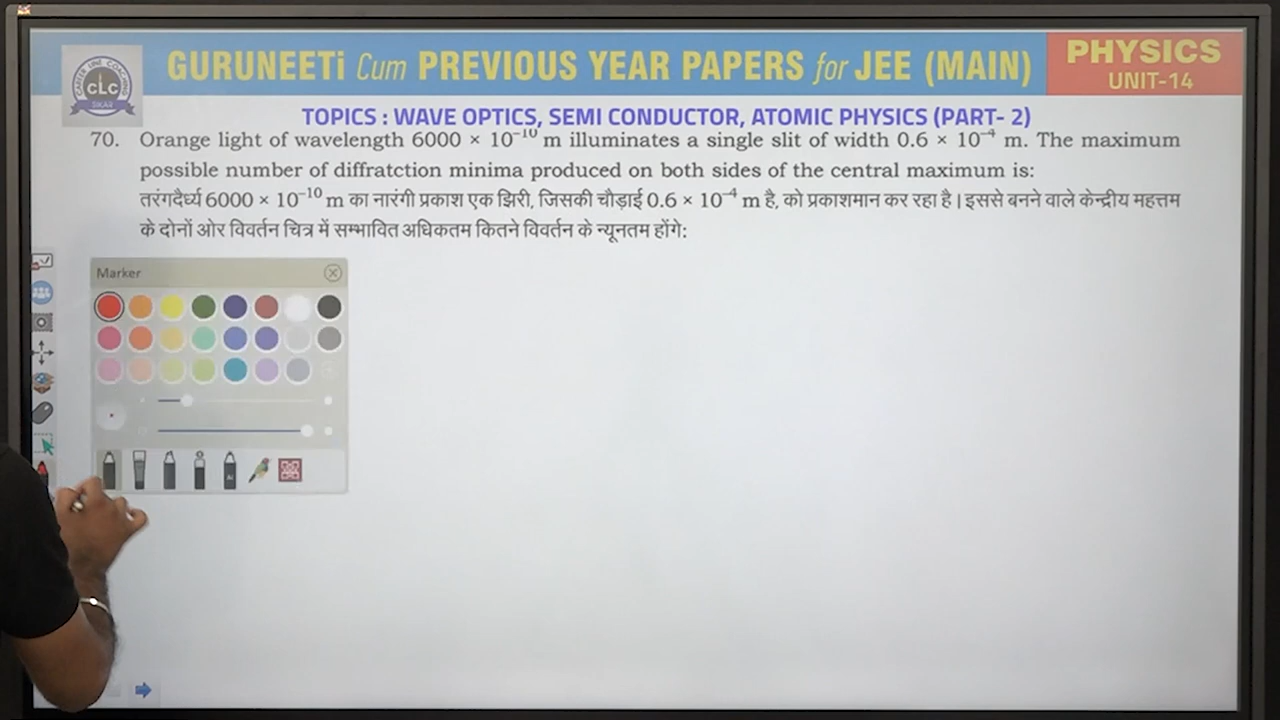 GURUNEETi Cum PREVIOUS YEAR PAPERS for JEE (MAIN)
PHYSICS
UNIT-14
CLC
SIKAR
TOPICS : WAVE OPTICS, SEMI CONDUCTOR, ATOMIC PHYSICS (PART- 2)
70. Orange light of wavelength 6000 × 10⁻¹⁰ m illuminates a single slit of width 0.6 × 10⁻⁴ m. The maximum
possible number of diffratction minima produced on both sides of the central maximum is:
तरंगदैर्ध्य 6000 × 10⁻¹⁰ m का नारंगी प्रकाश एक झिरी, जिसकी चौड़ाई 0.6 × 10⁻⁴ m है, को प्रकाशमान कर रहा है। इससे बनने वाले केन्द्रीय महत्तम
के दोनों ओर विवर्तन चित्र में सम्भावित अधिकतम कितने विवर्तन के न्यूनतम होंगे:
Marker